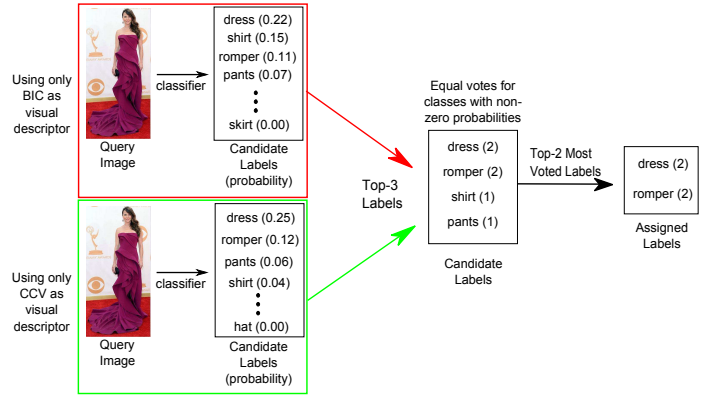 Using only
BIC as
visual
descriptor
Query
Image
classifier
dress (0.22)
shirt (0.15)
romper (0.11)
pants (0.07)
skirt (0.00)
Candidate
Labels
(probability)
Using only
CCV as
visual
descriptor
Query
Image
classifier
dress (0.25)
romper (0.12)
pants (0.06)
shirt (0.04)
hat (0.00)
Candidate
Labels
(probability)
Top-3
Labels
Equal votes for
classes with non-
zero probabilities
dress (2)
romper (2)
shirt (1)
pants (1)
Candidate
Labels
Top-2 Most
Voted Labels
dress (2)
romper (2)
Assigned
Labels